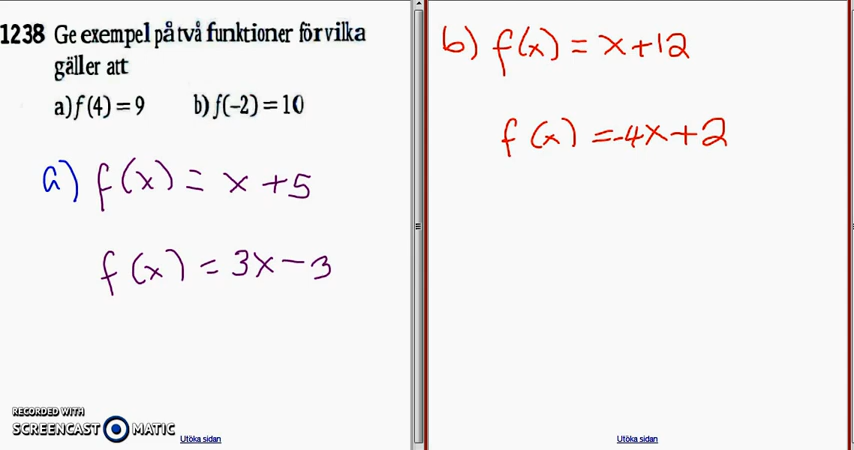 1238 Ge exempel på två funktioner för vilka
gäller att
a) f(4) = 9 b) f(-2) = 10
a) f(x) = x + 5
f(x) = 3x - 3
RECORDED WITH
SCREENCAST MATIC
Utöka sidan
b) f(x) = x + 12
f(x) = -4x + 2
Utöka sidan